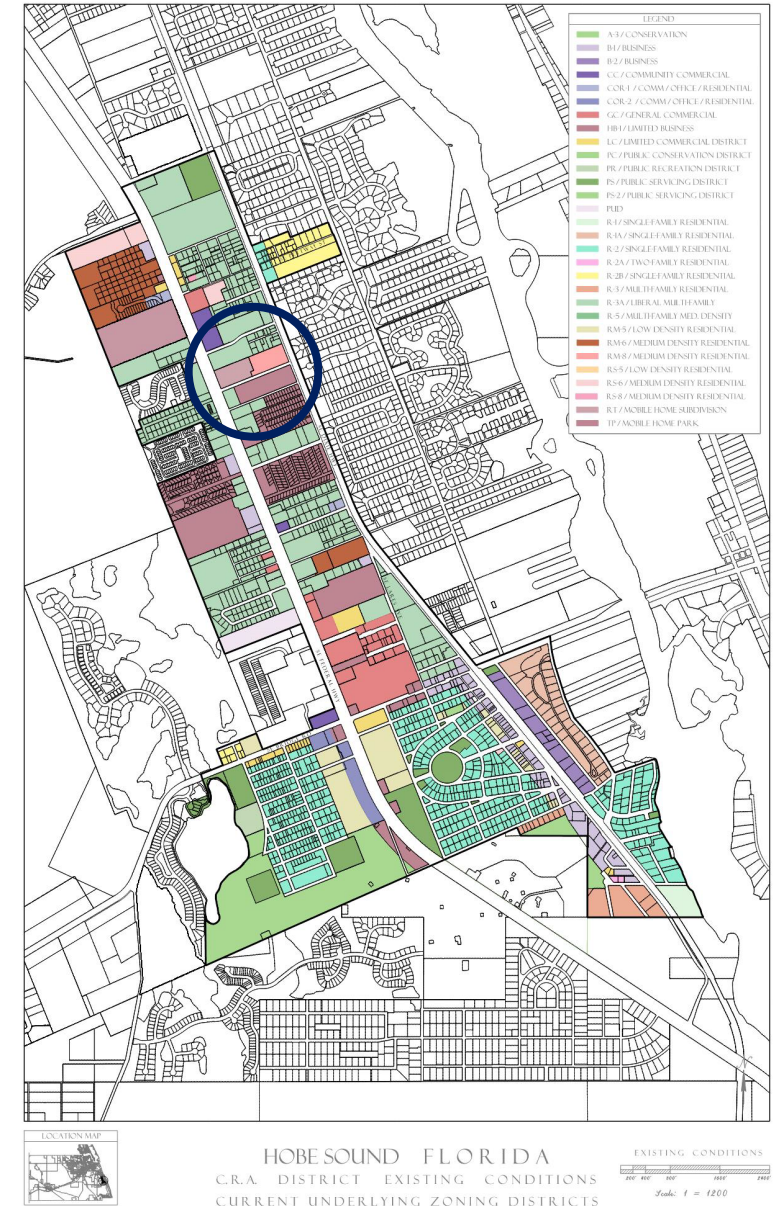 LEGEND
A-3 / CONSERVATION
B-1 / BUSINESS
B-2 / BUSINESS
CC / COMMUNITY COMMERCIAL
COR-1 / COMM / OFFICE / RESIDENTIAL
COR-2 / COMM / OFFICE / RESIDENTIAL
GC / GENERAL COMMERCIAL
HB-1 / LIMITED BUSINESS
LC / LIMITED COMMERCIAL DISTRICT
PC / PUBLIC CONSERVATION DISTRICT
PR / PUBLIC RECREATION DISTRICT
PS / PUBLIC SERVICING DISTRICT
PS-2 / PUBLIC SERVICING DISTRICT
PUD
R-1 / SINGLE-FAMILY RESIDENTIAL
R-1A / SINGLE-FAMILY RESIDENTIAL
R-2 / SINGLE-FAMILY RESIDENTIAL
R-2A / TWO-FAMILY RESIDENTIAL
R-2B / SINGLE-FAMILY RESIDENTIAL
R-3 / MULTI-FAMILY RESIDENTIAL
R-3A / LIBERAL MULTI-FAMILY
R-5 / MULTI-FAMILY MED. DENSITY
RM-5 / LOW DENSITY RESIDENTIAL
RM-6 / MEDIUM DENSITY RESIDENTIAL
RM-8 / MEDIUM DENSITY RESIDENTIAL
RS-5 / LOW DENSITY RESIDENTIAL
RS-6 / MEDIUM DENSITY RESIDENTIAL
RS-8 / MEDIUM DENSITY RESIDENTIAL
RT / MOBILE HOME SUBDIVISION
TP / MOBILE HOME PARK
SE FEDERAL HWY
LOCATION MAP
HOBE SOUND FLORIDA
C.R.A. DISTRICT EXISTING CONDITIONS
CURRENT UNDERLYING ZONING DISTRICTS
EXISTING CONDITIONS
Scale: 1 = 1200